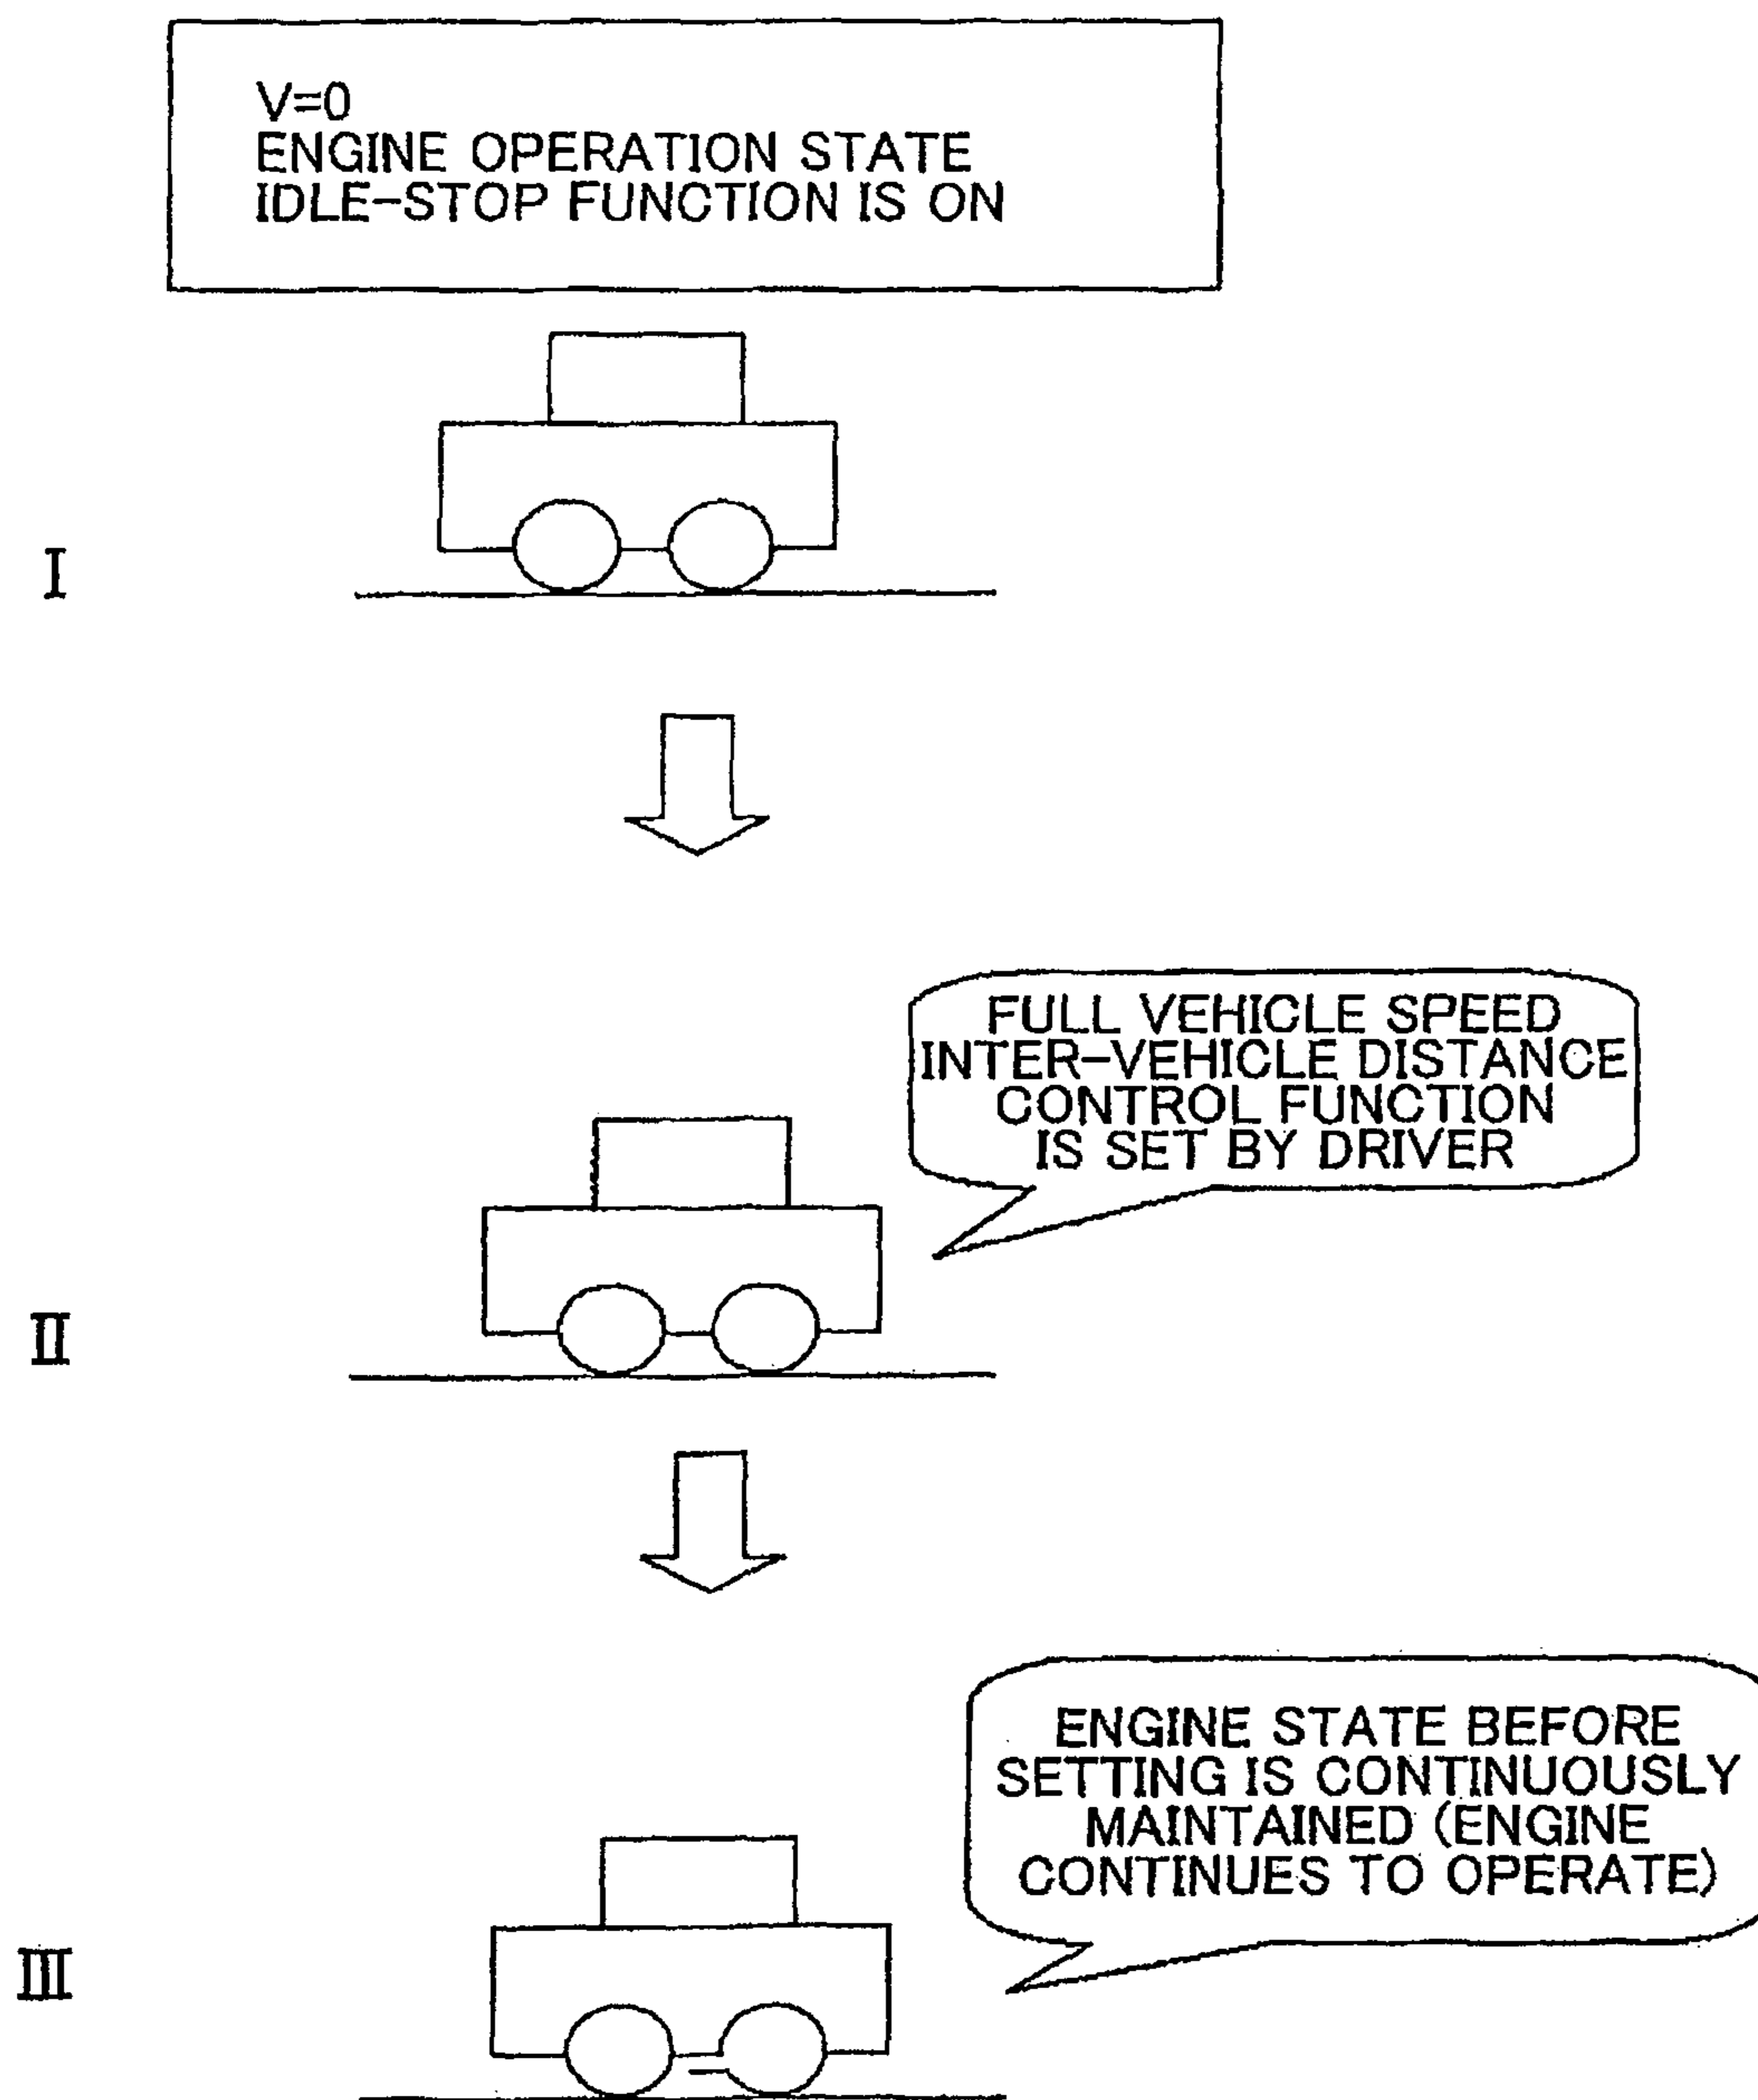 V=0
ENGINE OPERATION STATE
IDLE-STOP FUNCTION IS ON
I
FULL VEHICLE SPEED
INTER-VEHICLE DISTANCE
CONTROL FUNCTION
IS SET BY DRIVER
II
ENGINE STATE BEFORE
SETTING IS CONTINUOUSLY
MAINTAINED (ENGINE
CONTINUES TO OPERATE)
III